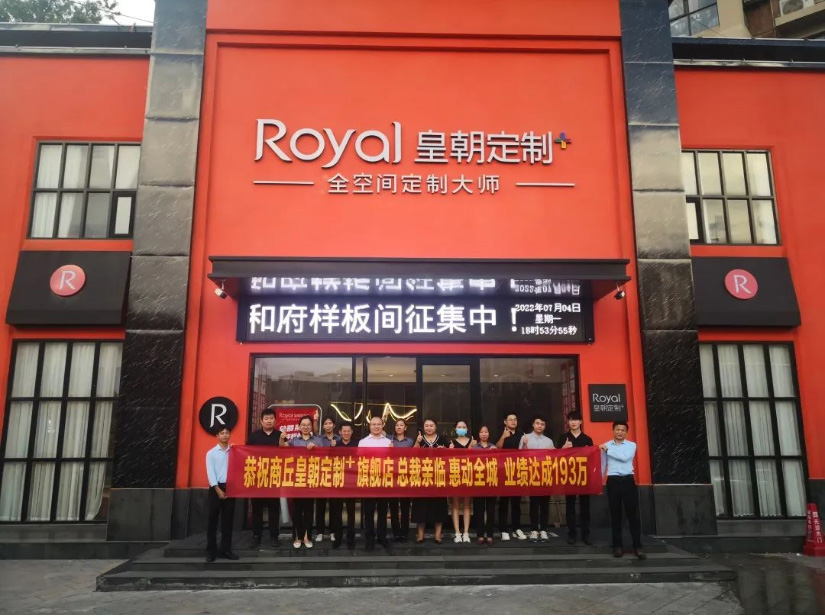 Royal 皇朝定制+
全空间定制大师
和府样板间征集中！
2022年07月04日
星期一
18时53分55秒
R
R
R
Royal
皇朝定制+
Royal
恭祝商丘皇朝定制+旗舰店 总裁亲临 惠动全城 业绩达成193万